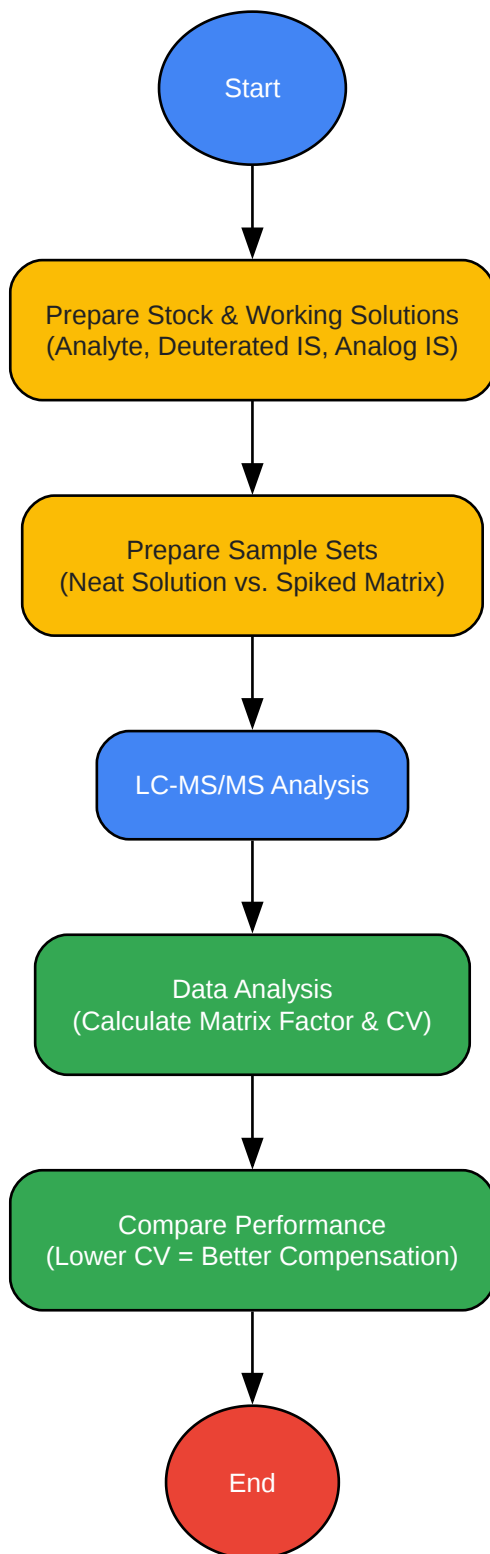 Start
Prepare Stock & Working Solutions
(Analyte, Deuterated IS, Analog IS)
Prepare Sample Sets
(Neat Solution vs. Spiked Matrix)
LC-MS/MS Analysis
Data Analysis
(Calculate Matrix Factor & CV)
Compare Performance
(Lower CV = Better Compensation)
End